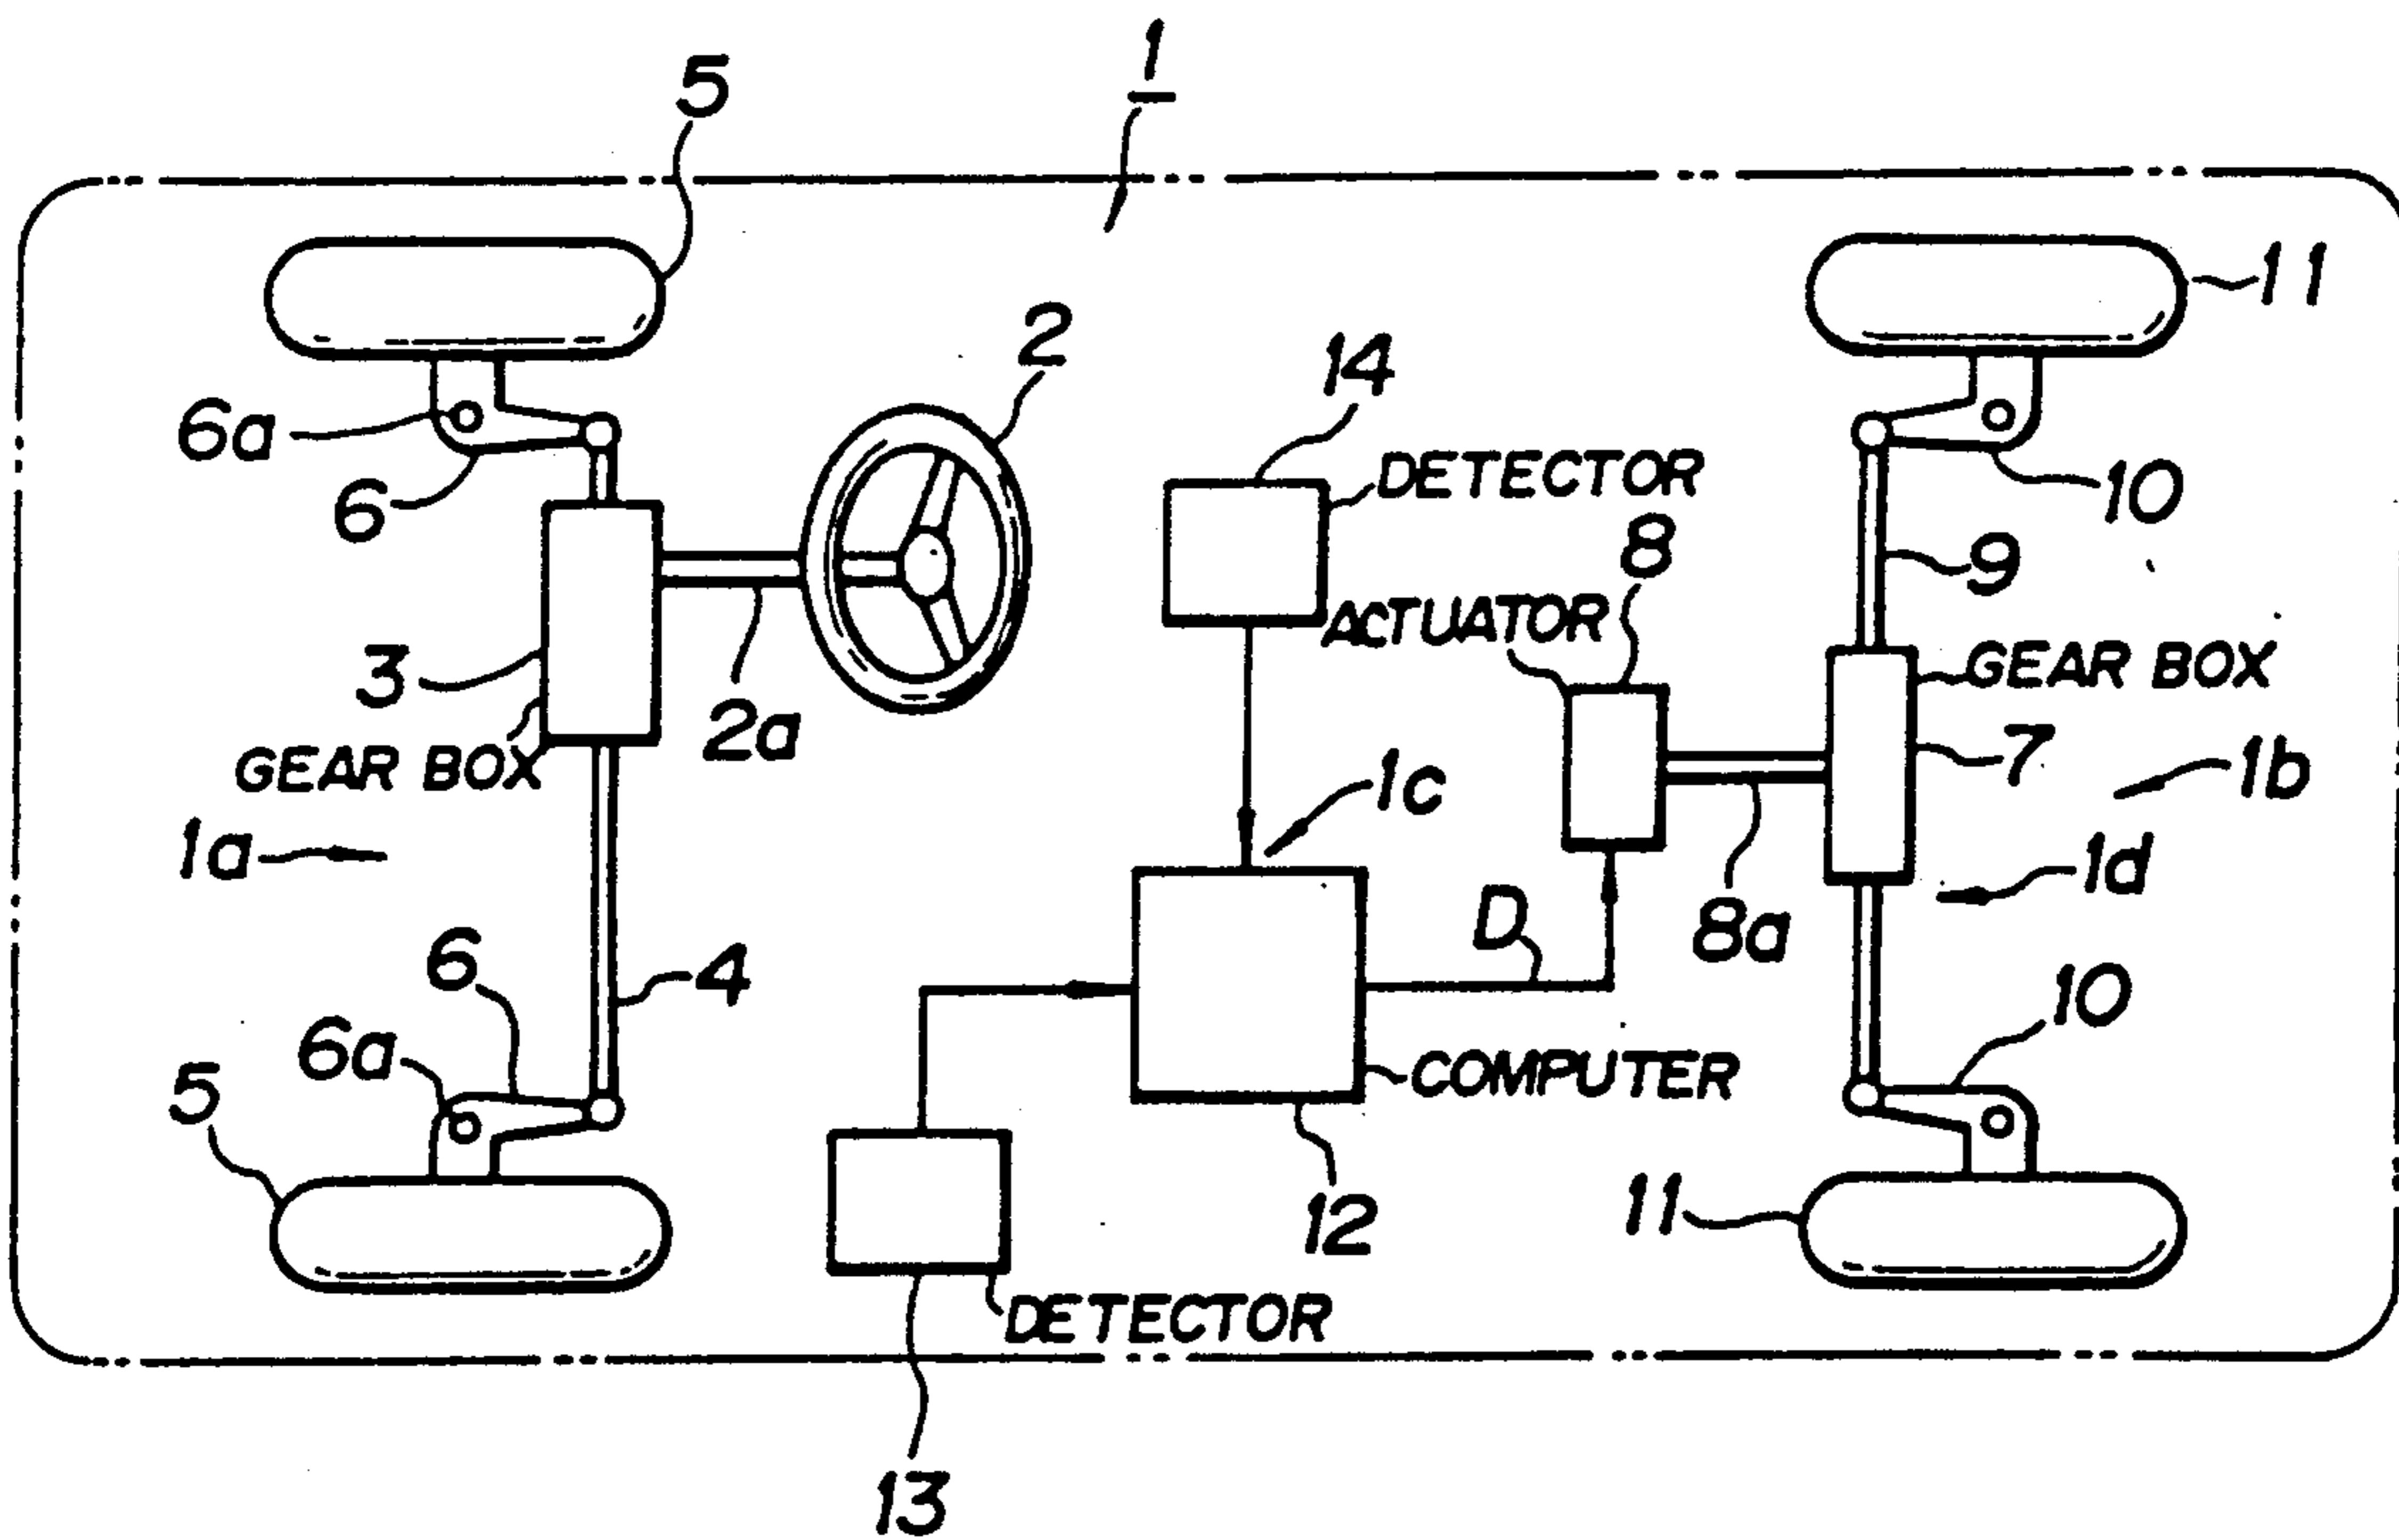 1
5
11
2
14
6a
DETECTOR
6
10
8
9
ACTUATOR
3
GEAR BOX
2a
7
GEAR BOX
1c
1b
1a
1d
D
8a
6
4
10
6a
COMPUTER
5
12
11
DETECTOR
13